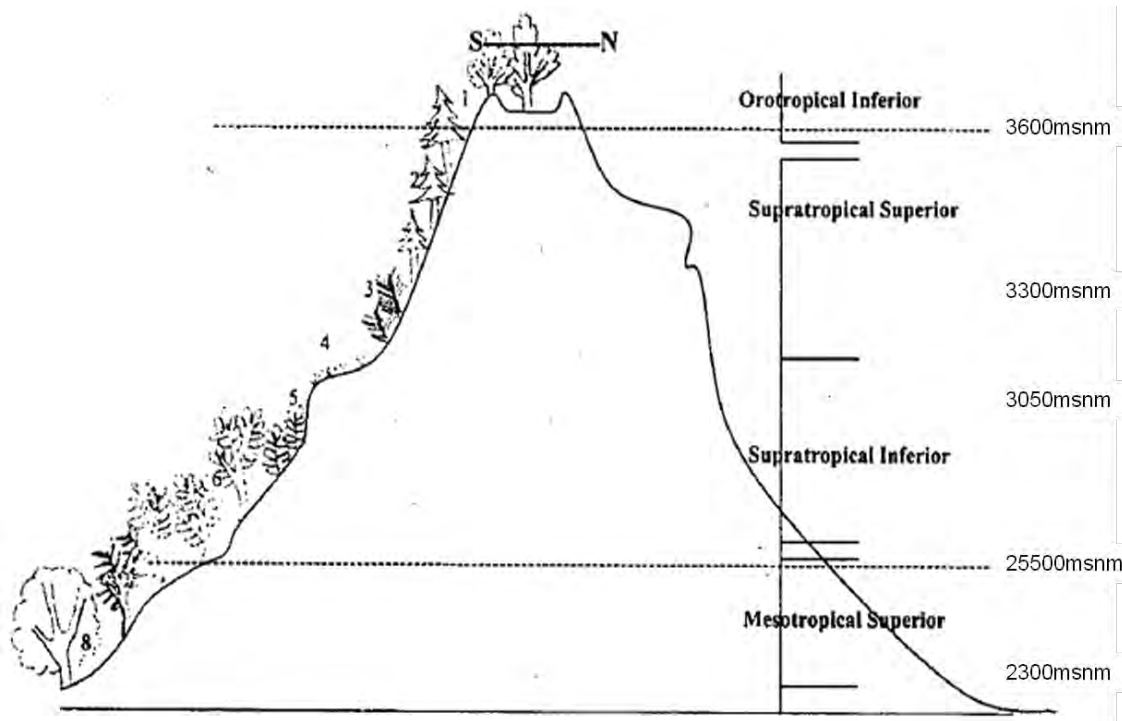 S N
1
Orotropical Inferior
3600msnm
2
Supratropical Superior
3300msnm
3
4
3050msnm
5
Supratropical Inferior
6
25500msnm
Mesotropical Superior
8
2300msnm